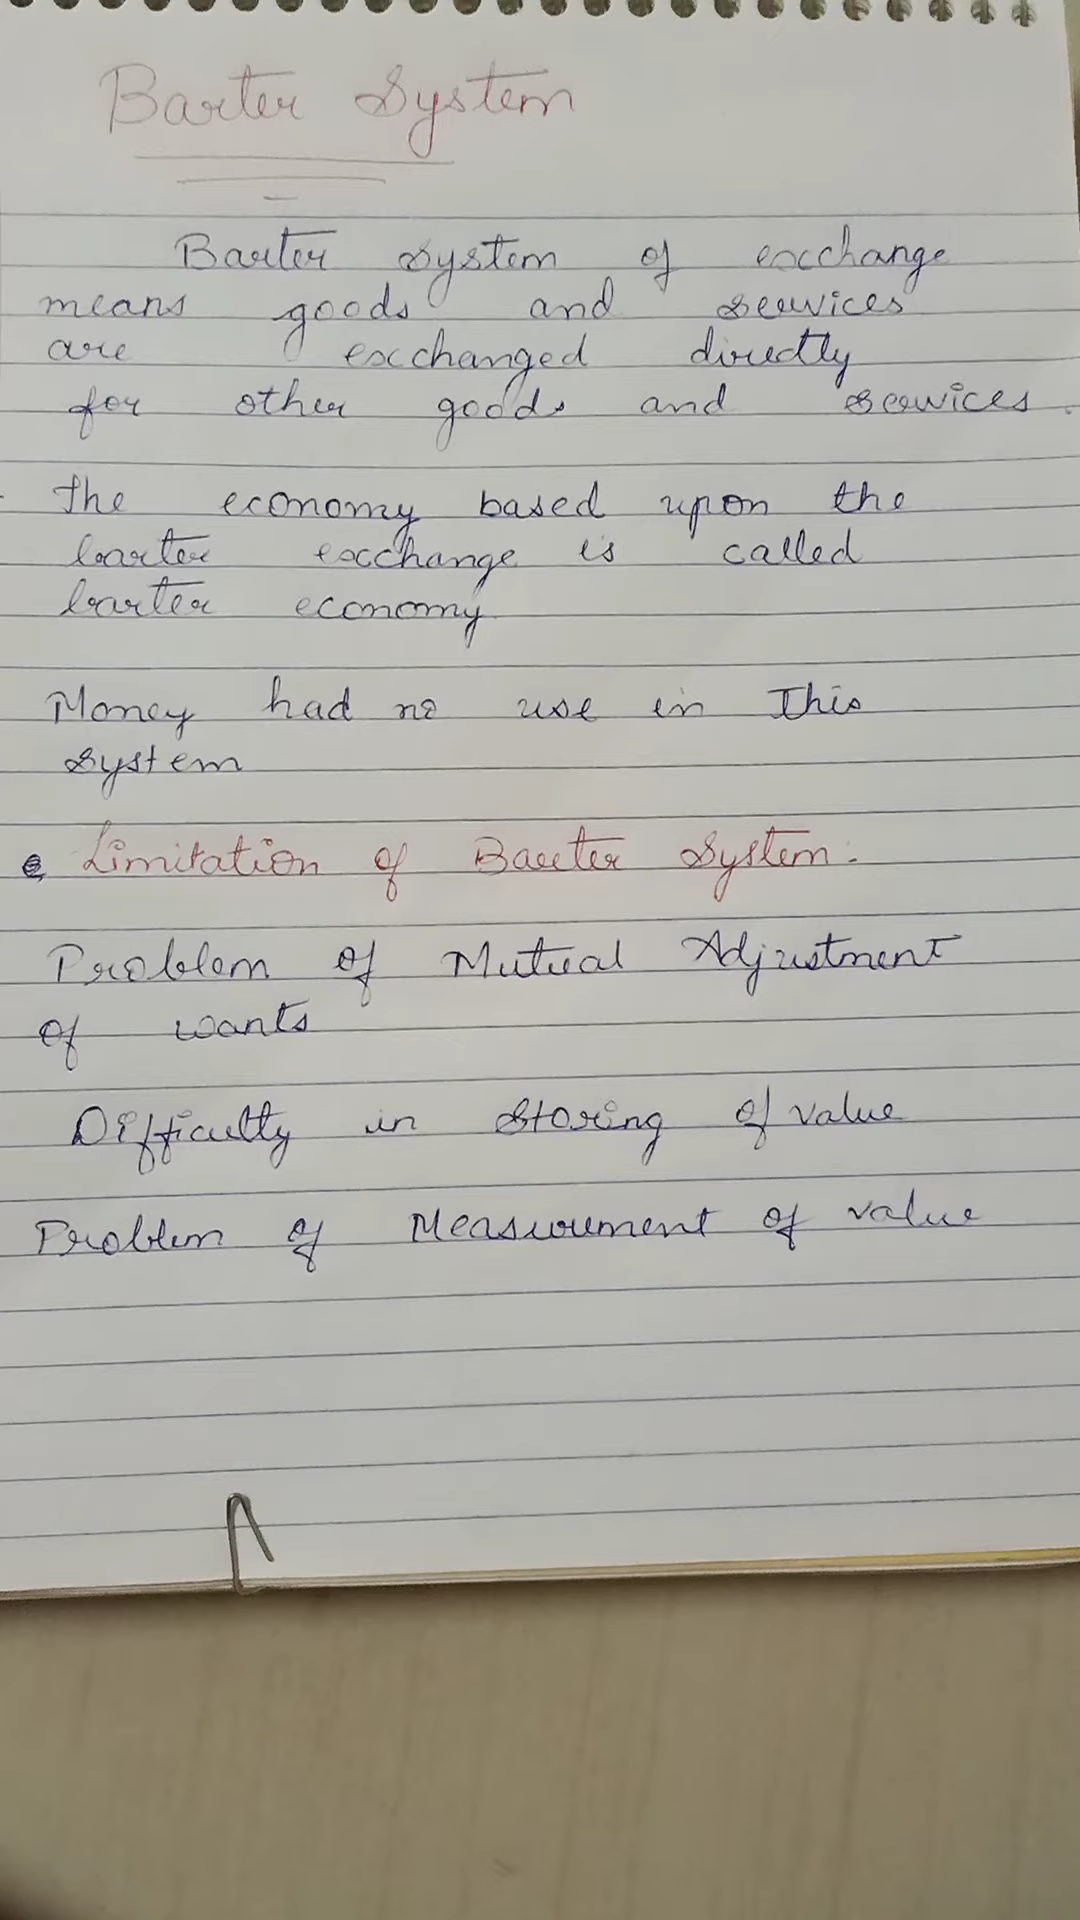 Barter System
Barter system of exchange
means goods and services
are exchanged directly
for other goods and services.
The economy based upon the
barter exchange is called
barter economy
Money had no use in This
system
Limitation of Barter System.
Problem of Mutual Adjustment
of wants
Difficulty in Storing of value
Problem of Measurement of value